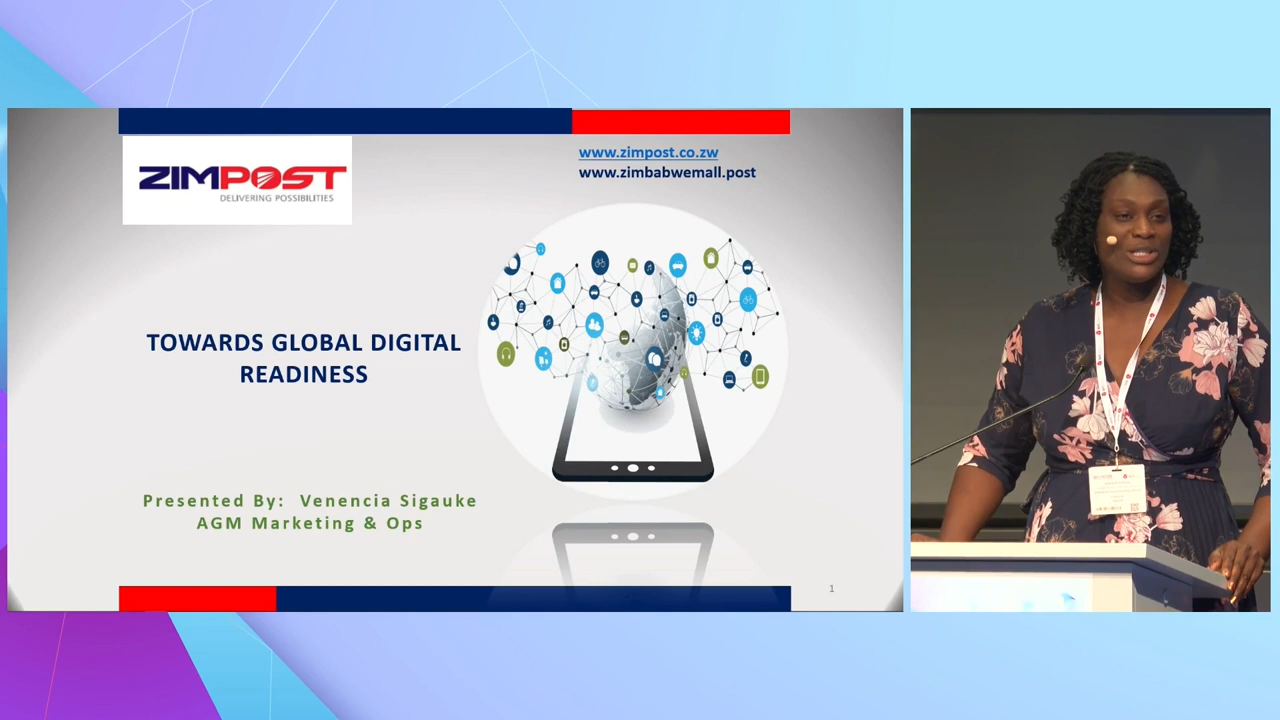 ZIMPOST
DELIVERING POSSIBILITIES
www.zimpost.co.zw
www.zimbabwemall.post
TOWARDS GLOBAL DIGITAL
READINESS
Presented By: Venencia Sigauke
AGM Marketing & Ops
1